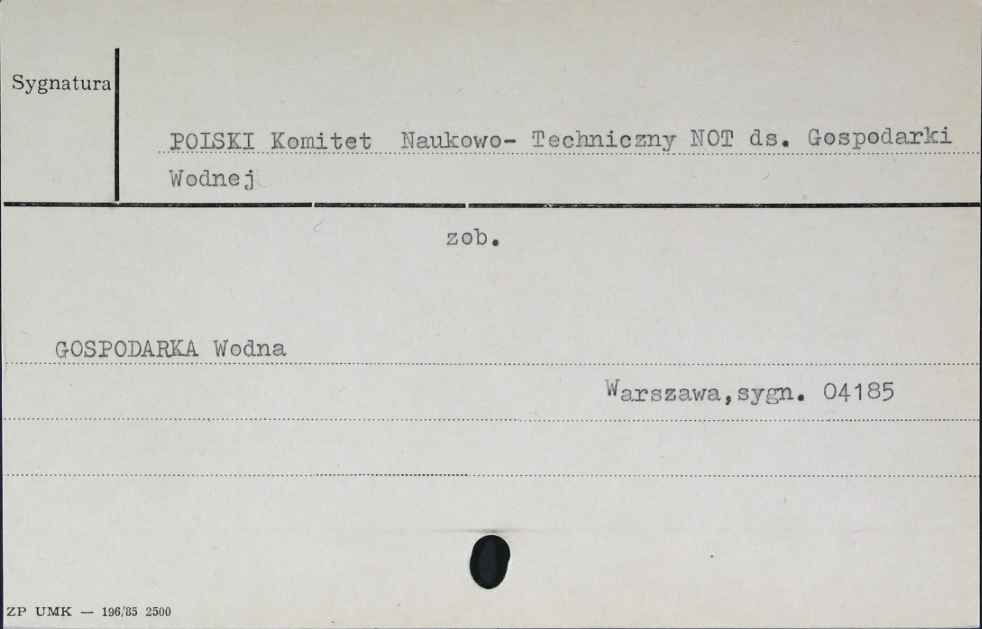 Sygnatura
POLSKI Komitet Naukowo- Techniczny NOT ds. Gospodarki
Wodnej
zob.
GOSPODARKA Wodna
Warszawa,sygn. 04185
ZP UMK — 196/85 2500